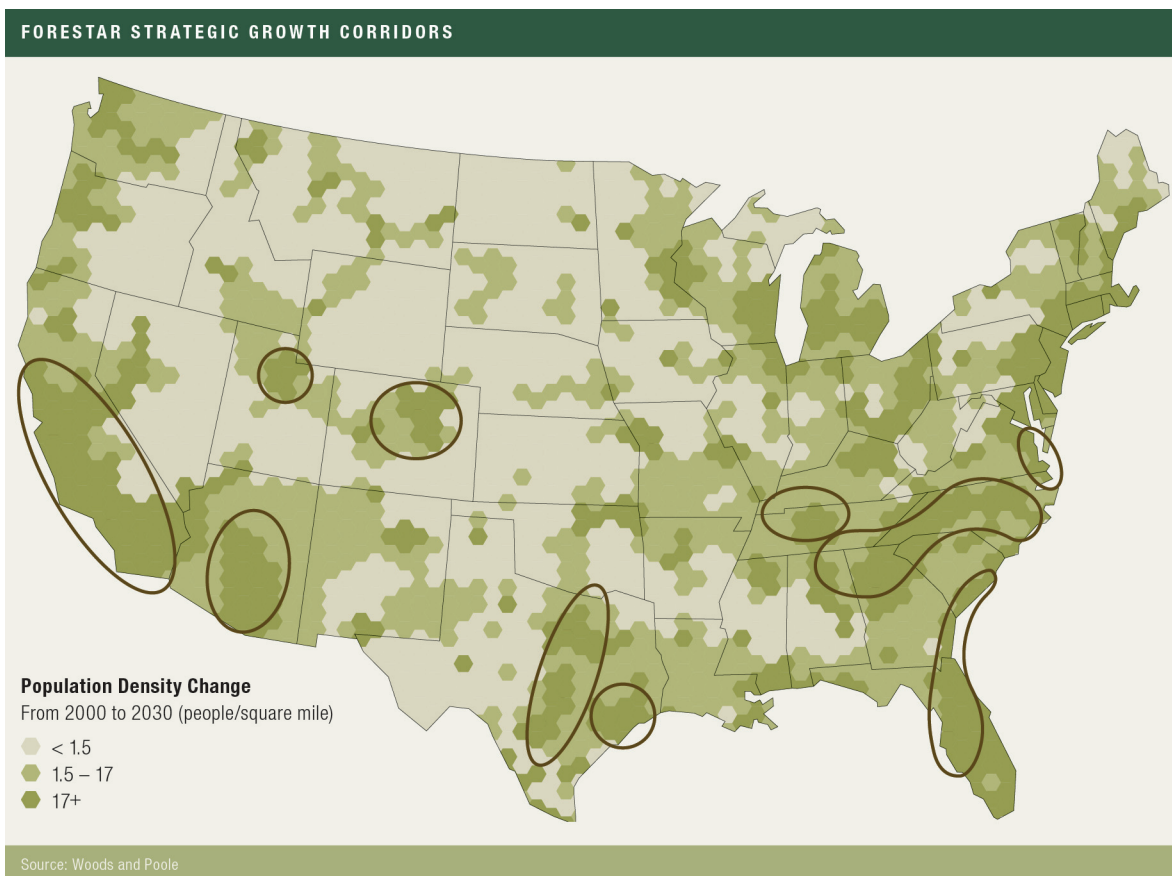 FORESTAR STRATEGIC GROWTH CORRIDORS
Population Density Change
From 2000 to 2030 (people/square mile)
< 1.5
1.5 – 17
17+
Source: Woods and Poole